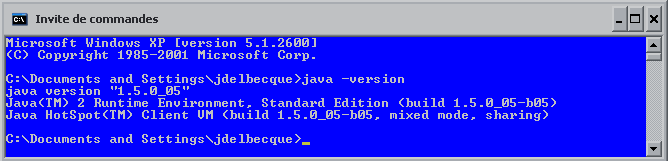 Invite de commandes
Microsoft Windows XP [version 5.1.2600]
(C) Copyright 1985-2001 Microsoft Corp.
C:\Documents and Settings\jdelbecque>java -version
java version "1.5.0_05"
Java(TM) 2 Runtime Environment, Standard Edition (build 1.5.0_05-b05)
Java HotSpot(TM) Client VM (build 1.5.0_05-b05, mixed mode, sharing)
C:\Documents and Settings\jdelbecque>_